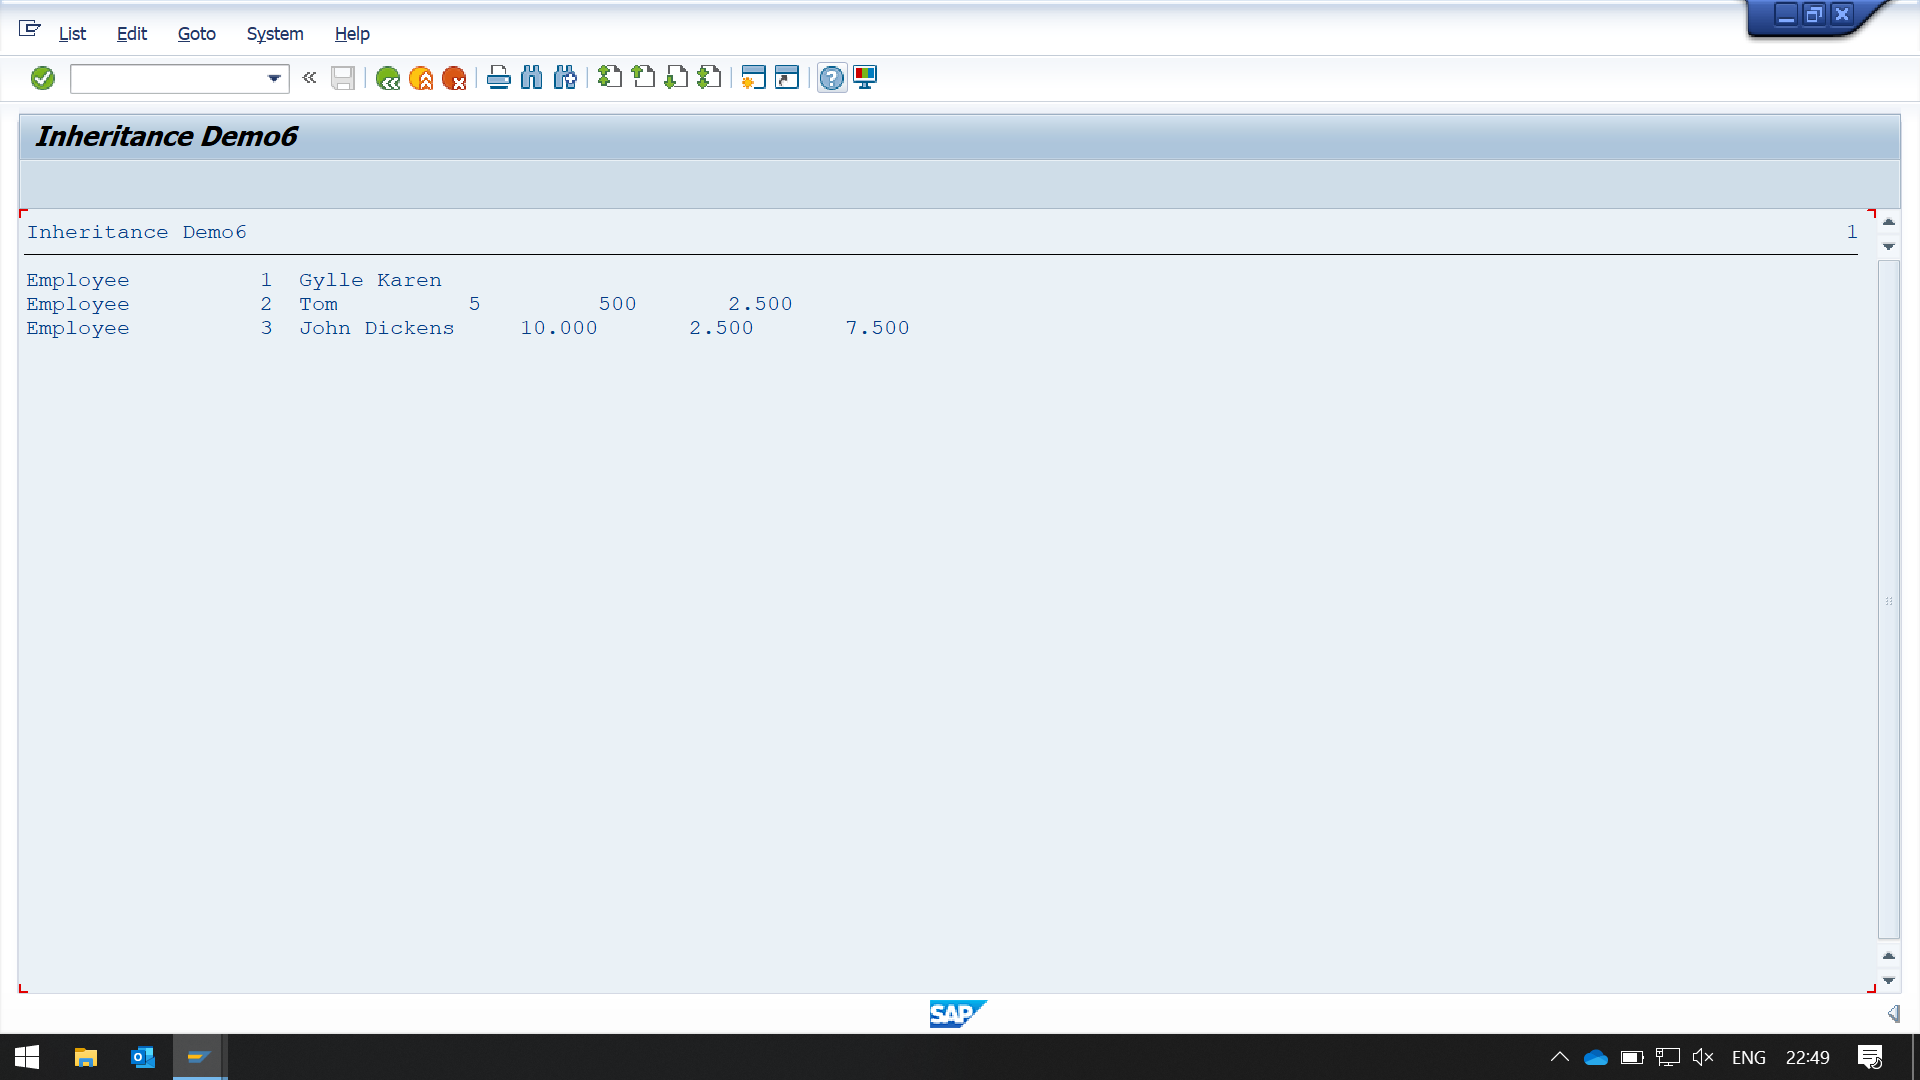 List Edit Goto System Help
Inheritance Demo6
Inheritance Demo6 1
Employee 1 Gylle Karen
Employee 2 Tom 5 500 2.500
Employee 3 John Dickens 10.000 2.500 7.500
SAP
ENG 22:49